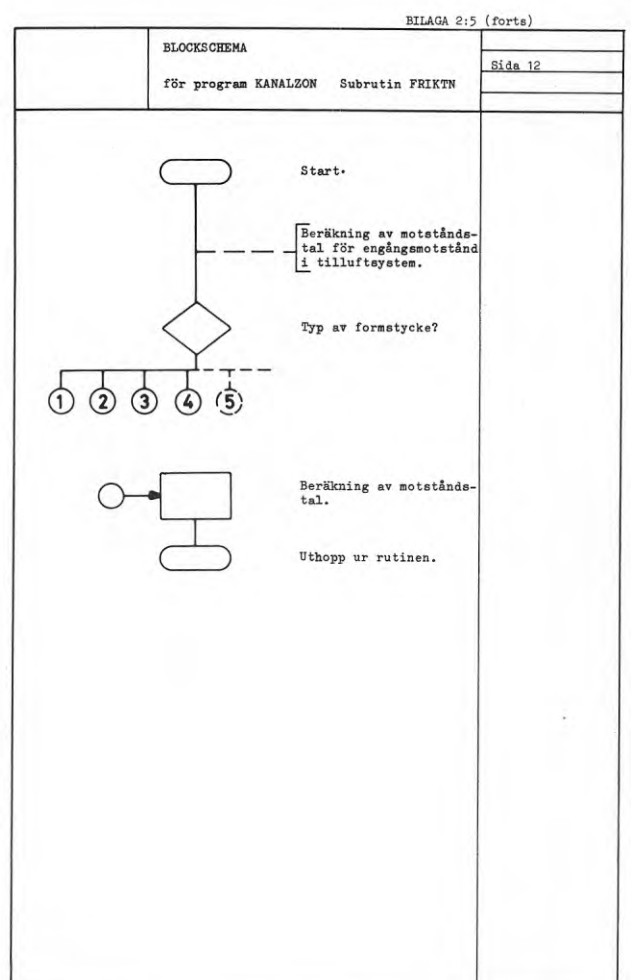 BILAGA 2:5 (forts)
BLOCKSCHEMA
Sida 12
för program KANALZON Subrutin FRIKTN
Start.
Beräkning av motstånds-
tal för engångsmotstånd
i tilluftsystem.
Typ av formstycke?
1 2 3 4 5
Beräkning av motstånds-
tal.
Uthopp ur rutinen.